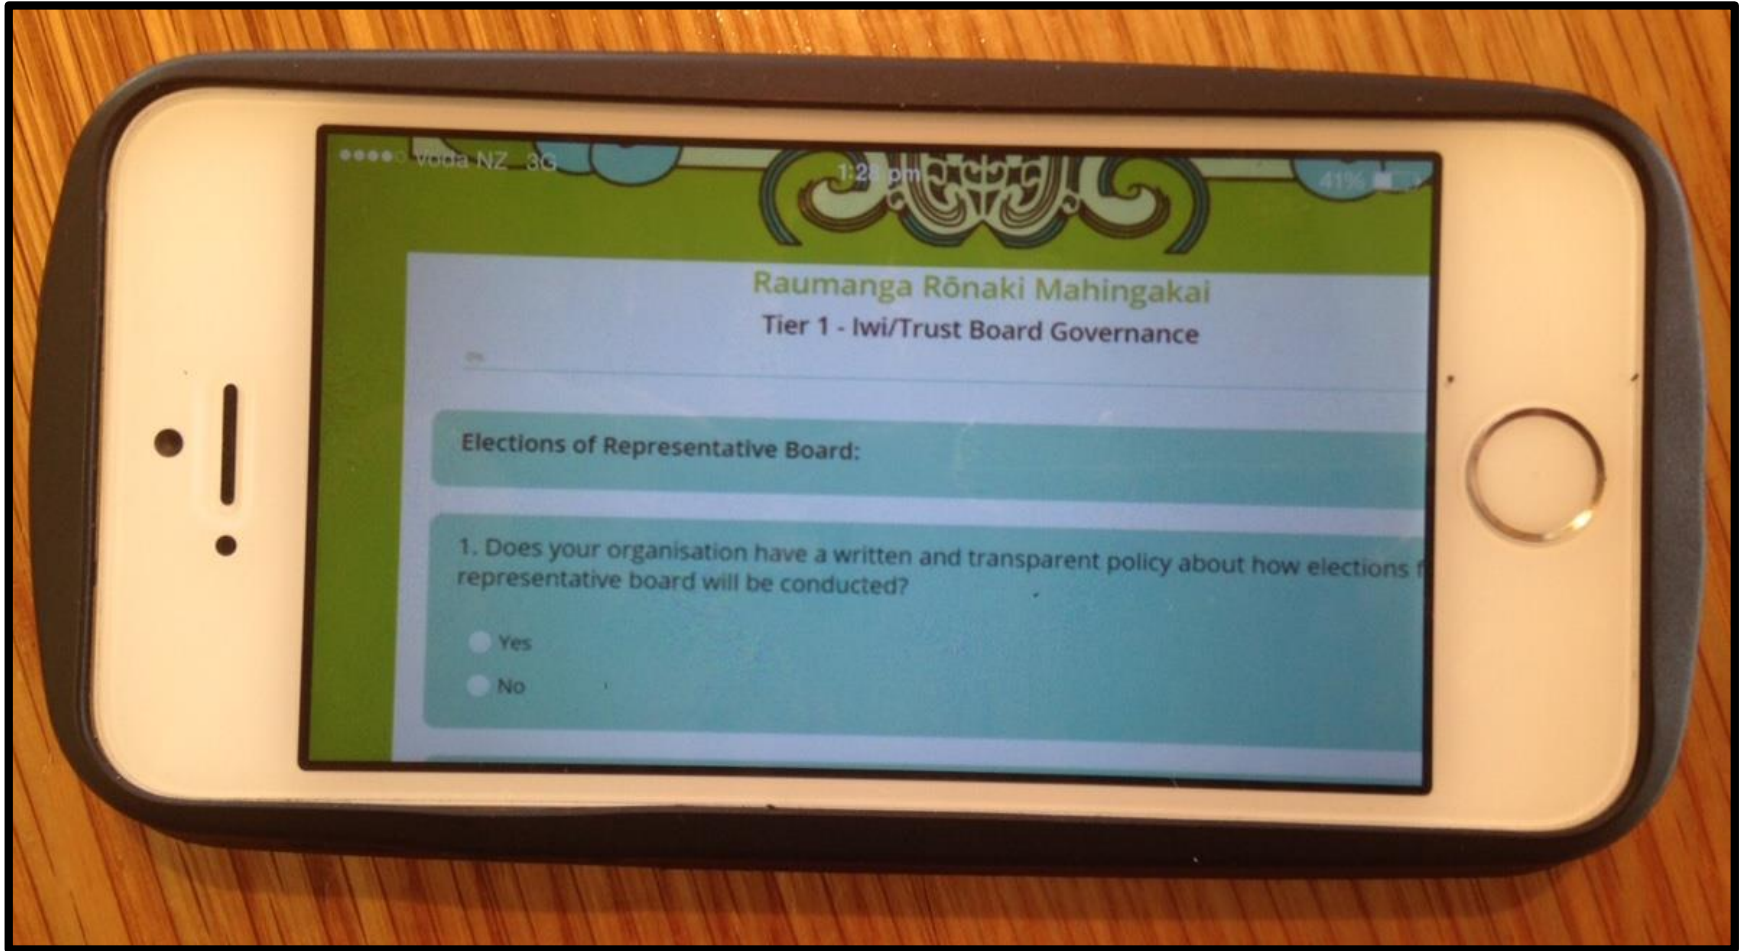 Voda NZ 3G 1:28 pm 41%
Raumanga Rōnaki Mahingakai
Tier 1 - Iwi/Trust Board Governance
0%
Elections of Representative Board:
1. Does your organisation have a written and transparent policy about how elections f
representative board will be conducted?
Yes
No